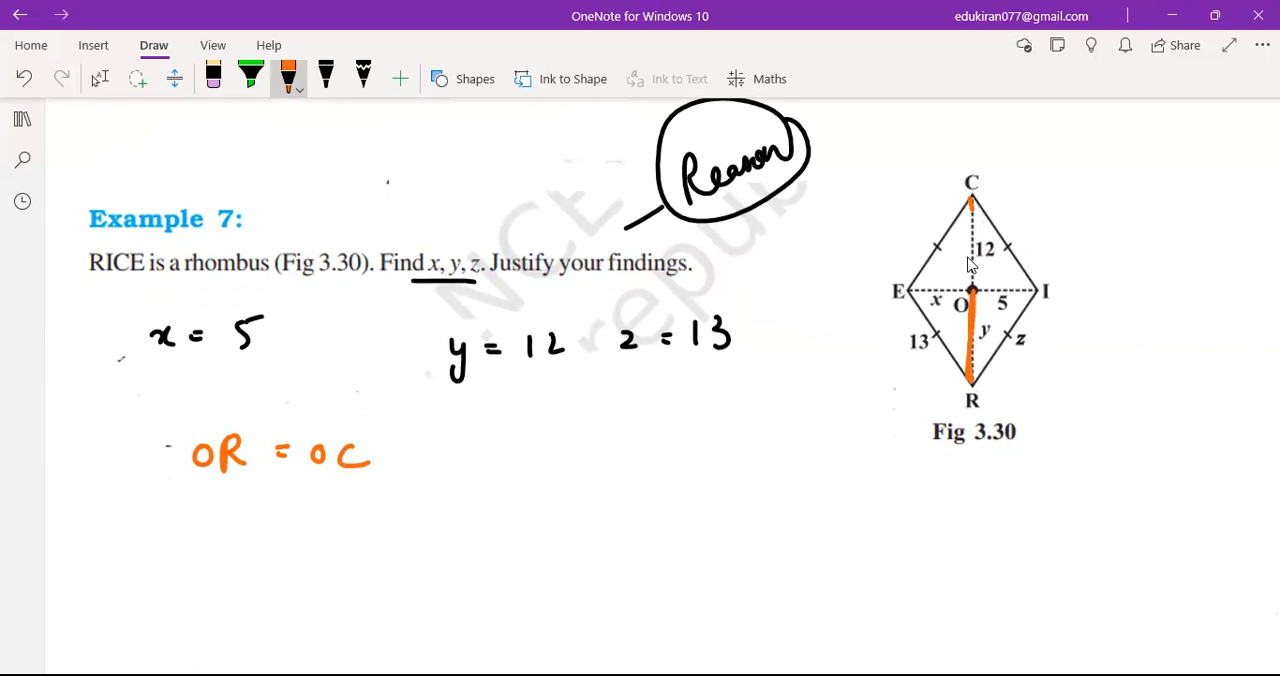 OneNote for Windows 10
edukiran077@gmail.com
Home Insert Draw View Help
Share
Shapes Ink to Shape Ink to Text Maths
Reason
Example 7:
RICE is a rhombus (Fig 3.30). Find x, y, z. Justify your findings.
x = 5 y = 12 z = 13
OR = OC
C
12
E x O 5 I
13 y z
R
Fig 3.30
NCE
republ